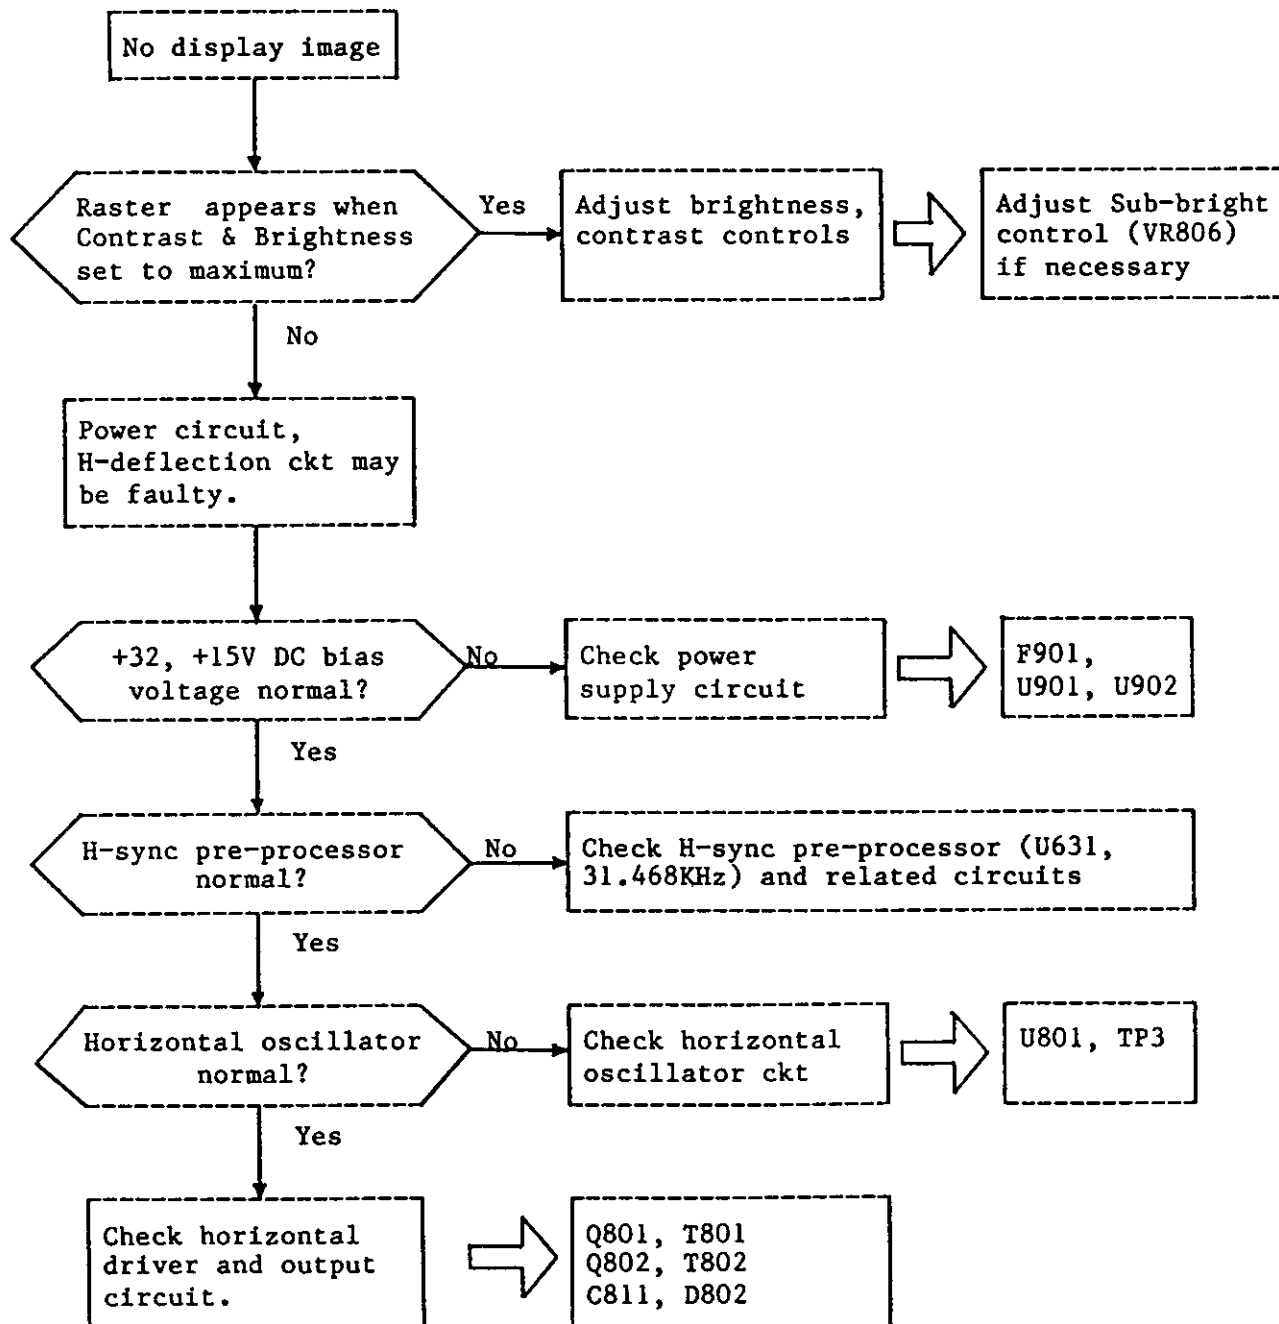 No display image
Raster appears when
Contrast & Brightness
set to maximum?
Yes
Adjust brightness,
contrast controls
Adjust Sub-bright
control (VR806)
if necessary
No
Power circuit,
H-deflection ckt may
be faulty.
+32, +15V DC bias
voltage normal?
No
Check power
supply circuit
F901,
U901, U902
Yes
H-sync pre-processor
normal?
No
Check H-sync pre-processor (U631,
31.468KHz) and related circuits
Yes
Horizontal oscillator
normal?
No
Check horizontal
oscillator ckt
U801, TP3
Yes
Check horizontal
driver and output
circuit.
Q801, T801
Q802, T802
C811, D802